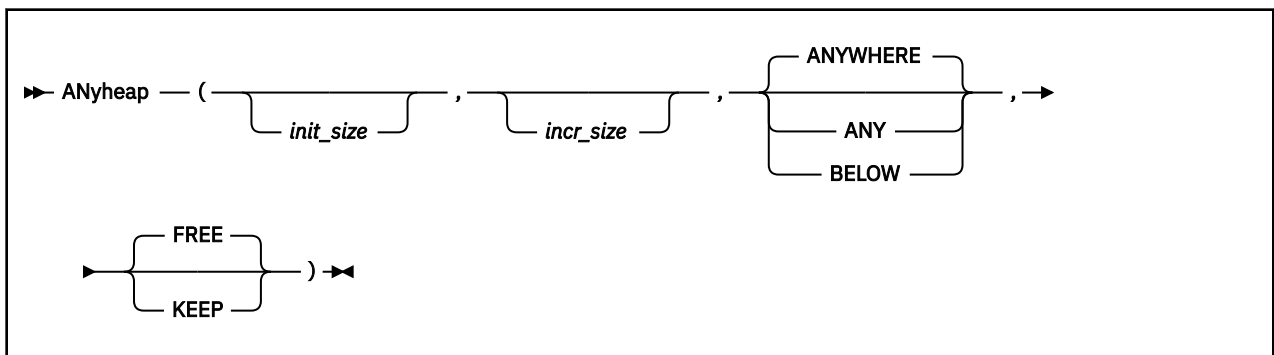 ANYWHERE
ANyheap ( , , ,
init_size incr_size ANY
BELOW
FREE
)
KEEP